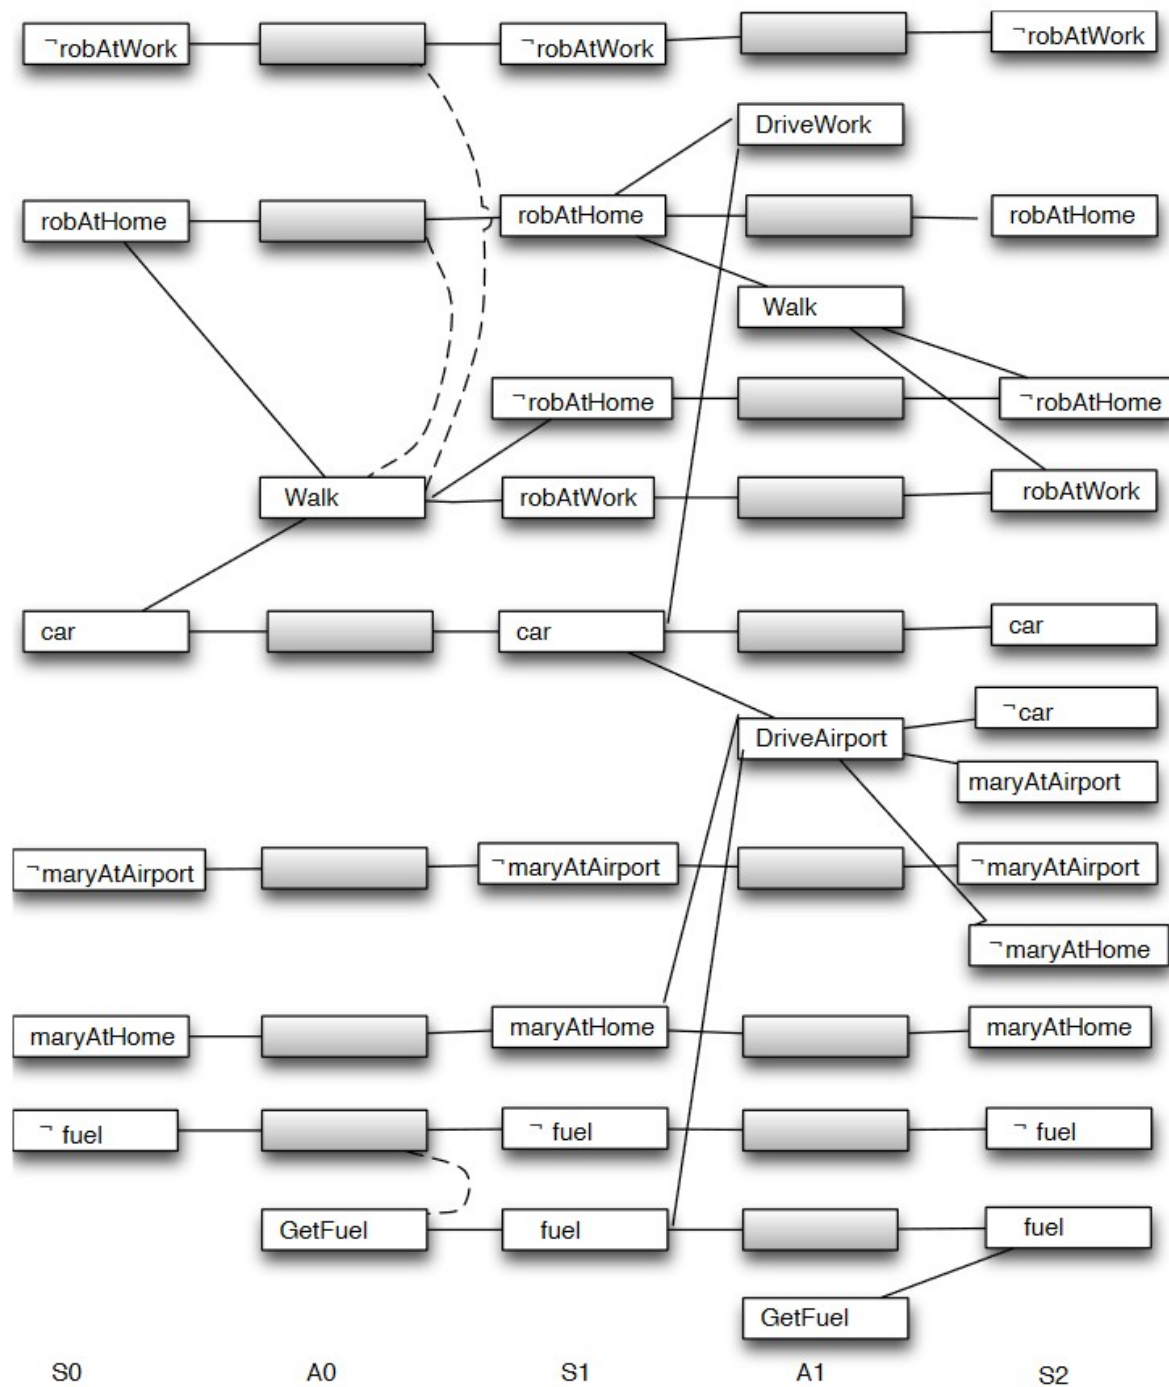 ¬robAtWork ¬robAtWork ¬robAtWork
DriveWork
robAtHome robAtHome robAtHome
Walk
¬robAtHome ¬robAtHome
Walk robAtWork robAtWork
car car car
¬car
DriveAirport
maryAtAirport
¬maryAtAirport ¬maryAtAirport ¬maryAtAirport
¬maryAtHome
maryAtHome maryAtHome maryAtHome
¬ fuel ¬ fuel ¬ fuel
GetFuel fuel fuel
GetFuel
S0 A0 S1 A1 S2